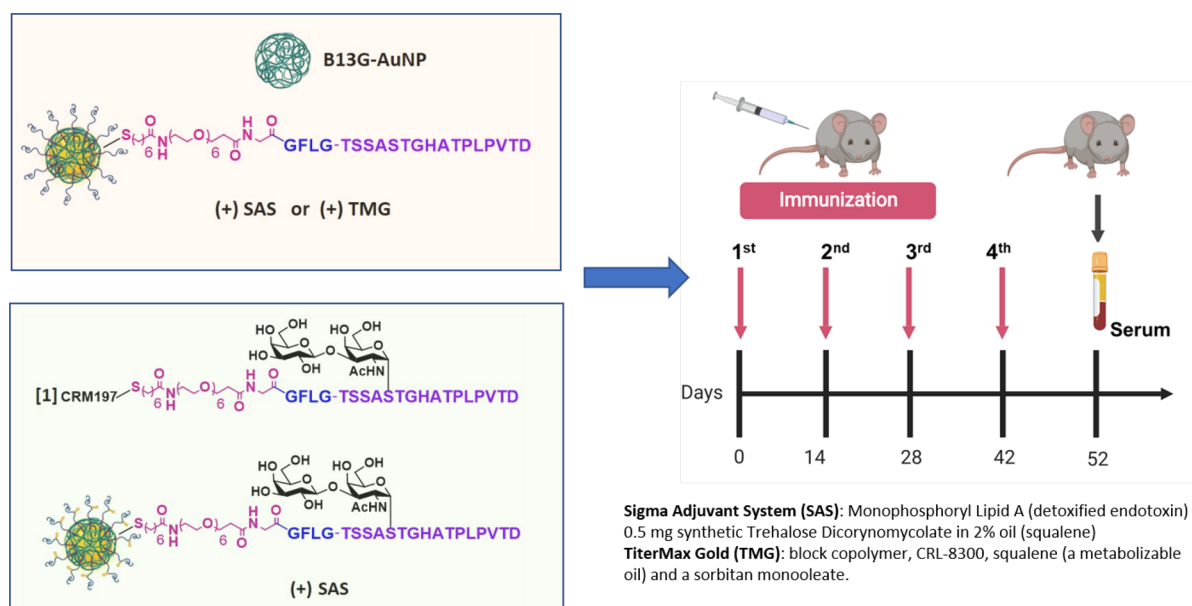 B13G-AuNP
S ( )6 O N H ( O )6 O H N O GFLG-TSSASTGHATPLPVTD
(+) SAS or (+) TMG
HO OH HO OH
HO O O HO O
OH AcHN
[1] CRM197 S ( )6 O N H ( O )6 O H N O GFLG-TSSASTGHATPLPVTD
HO OH HO OH
HO O O HO O
OH AcHN
S ( )6 O N H ( O )6 O H N O GFLG-TSSASTGHATPLPVTD
(+) SAS
Immunization
1st 2nd 3rd 4th
Serum
Days
0 14 28 42 52
Sigma Adjuvant System (SAS): Monophosphoryl Lipid A (detoxified endotoxin)
0.5 mg synthetic Trehalose Dicorynomycolate in 2% oil (squalene)
TiterMax Gold (TMG): block copolymer, CRL-8300, squalene (a metabolizable
oil) and a sorbitan monooleate.